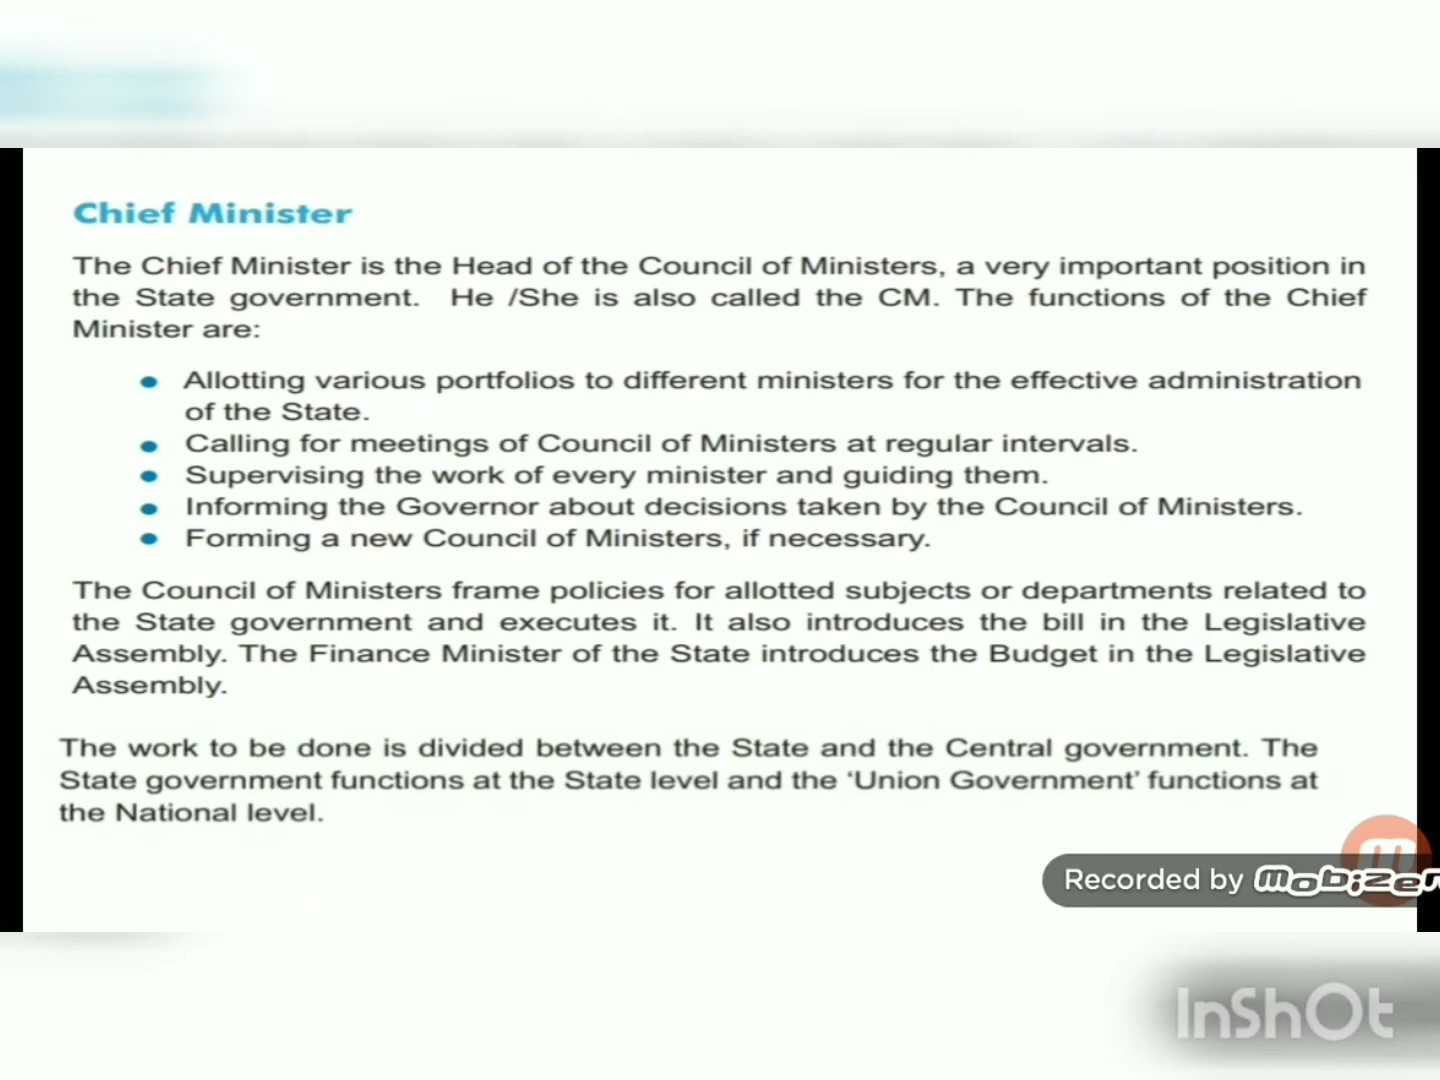 Chief Minister
The Chief Minister is the Head of the Council of Ministers, a very important position in
the State government. He /She is also called the CM. The functions of the Chief
Minister are:
● Allotting various portfolios to different ministers for the effective administration
of the State.
● Calling for meetings of Council of Ministers at regular intervals.
● Supervising the work of every minister and guiding them.
● Informing the Governor about decisions taken by the Council of Ministers.
● Forming a new Council of Ministers, if necessary.
The Council of Ministers frame policies for allotted subjects or departments related to
the State government and executes it. It also introduces the bill in the Legislative
Assembly. The Finance Minister of the State introduces the Budget in the Legislative
Assembly.
The work to be done is divided between the State and the Central government. The
State government functions at the State level and the ‘Union Government’ functions at
the National level.
m
Recorded by mobizen
InShOt